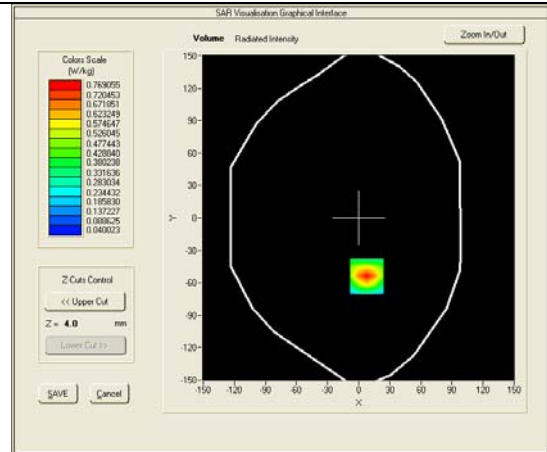 SAR Visualisation Graphical Interface
Volume Radiated Intensity
Zoom In/Out
Colors Scale
(W/kg)
0.769055
0.720453
0.671851
0.623249
0.574647
0.526045
0.477443
0.428840
0.380238
0.331636
0.283034
0.234432
0.185830
0.137227
0.088625
0.040023
Z Cuts Control
<< Upper Cut
Z = 4.0 mm
Lower Cut >>
SAVE Cancel
150-
120-
90-
60-
30-
Y 0-
-30-
-60-
-90-
-120-
-150-
-150 -120 -90 -60 -30 0 30 60 90 120 150
X